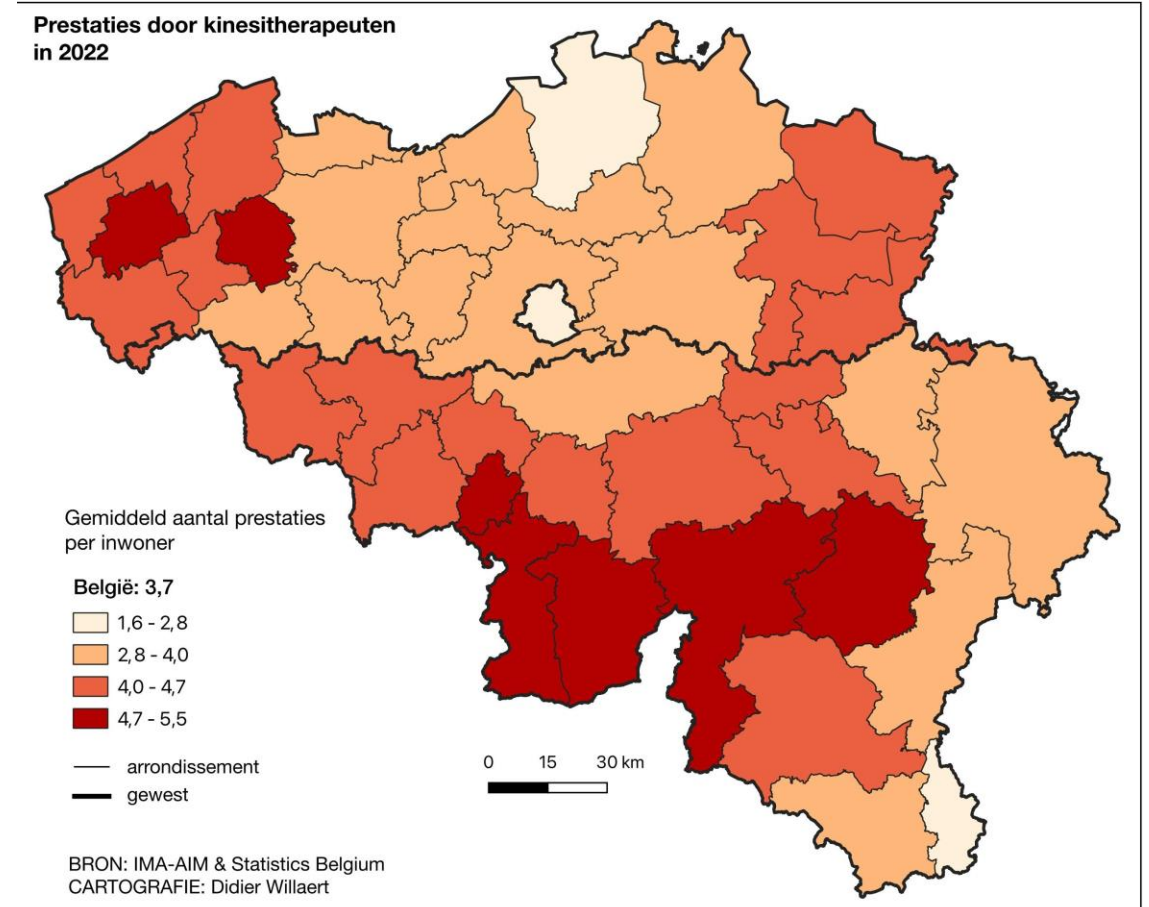 Prestaties door kinesitherapeuten
in 2022
Gemiddeld aantal prestaties
per inwoner
België: 3,7
1,6 - 2,8
2,8 - 4,0
4,0 - 4,7
4,7 - 5,5
arrondissement
gewest
0 15 30 km
BRON: IMA-AIM & Statistics Belgium
CARTOGRAFIE: Didier Willaert